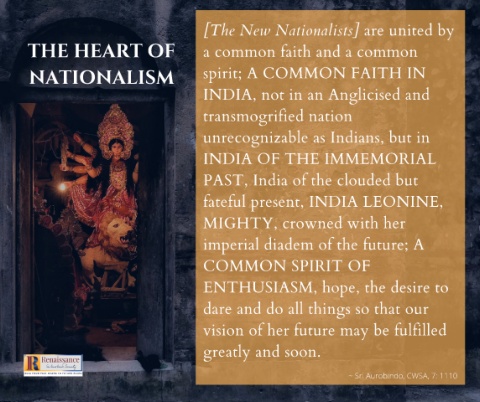 THE HEART OF
NATIONALISM
[The New Nationalists] are united by
a common faith and a common
spirit; A COMMON FAITH IN
INDIA, not in an Anglicised and
transmogrified nation
unrecognizable as Indians, but in
INDIA OF THE IMMEMORIAL
PAST, India of the clouded but
fateful present, INDIA LEONINE,
MIGHTY, crowned with her
imperial diadem of the future; A
COMMON SPIRIT OF
ENTHUSIASM, hope, the desire to
dare and do all things so that our
vision of her future may be fulfilled
greatly and soon.
~ Sri Aurobindo, CWSA, 7: 1110
Renaissance